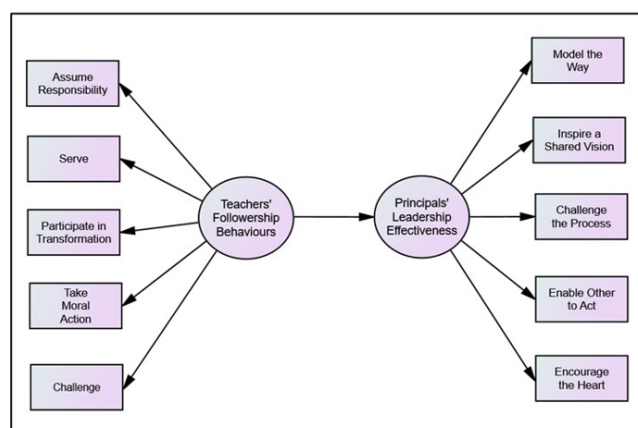 Assume
Responsibility
Serve
Participate in
Transformation
Take
Moral
Action
Challenge
Teachers'
Followership
Behaviours
Principals'
Leadership
Effectiveness
Model the
Way
Inspire a
Shared Vision
Challenge
the Process
Enable Other
to Act
Encourage
the Heart